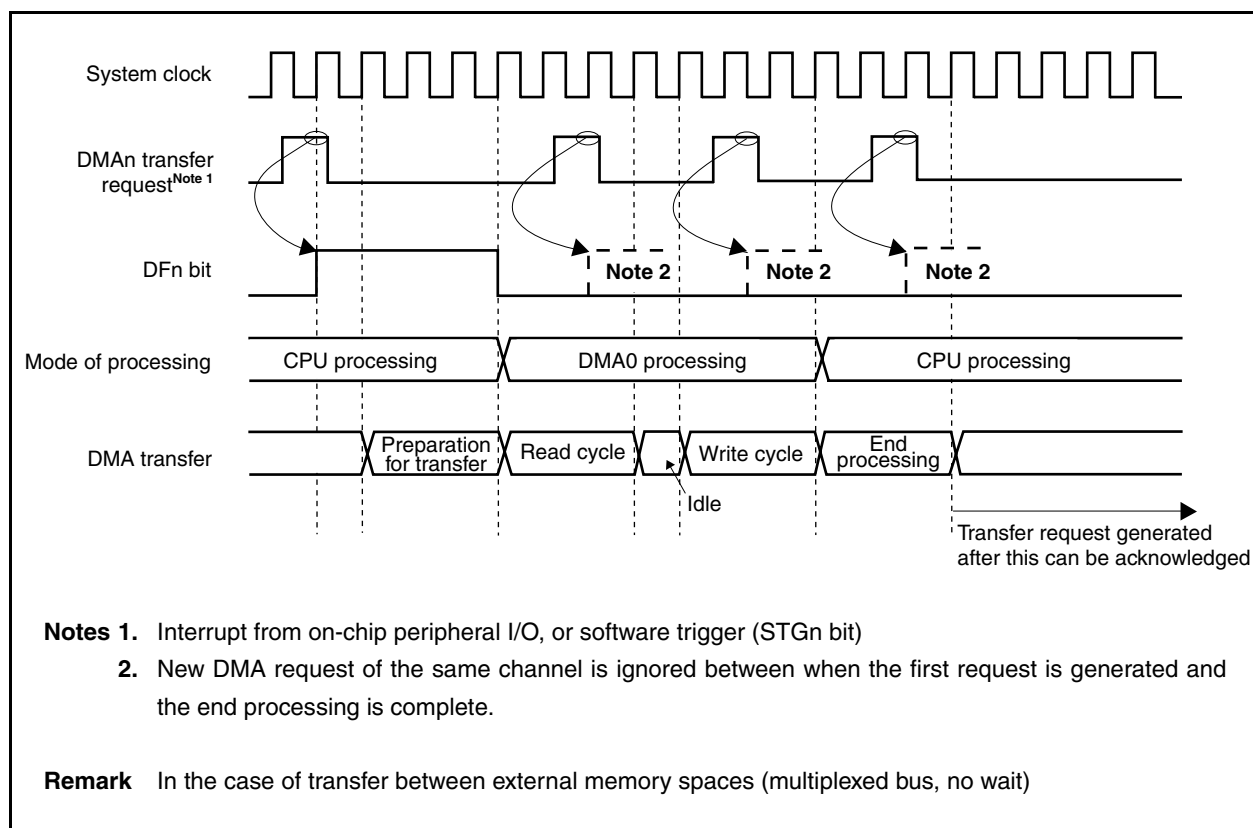 System clock
DMAn transfer
request Note 1
DFn bit
Note 2
Note 2
Note 2
Mode of processing
CPU processing
DMA0 processing
CPU processing
DMA transfer
Preparation
for transfer
Read cycle
Idle
Write cycle
End
processing
Transfer request generated
after this can be acknowledged
Notes 1. Interrupt from on-chip peripheral I/O, or software trigger (STGn bit)
2. New DMA request of the same channel is ignored between when the first request is generated and
the end processing is complete.
Remark In the case of transfer between external memory spaces (multiplexed bus, no wait)